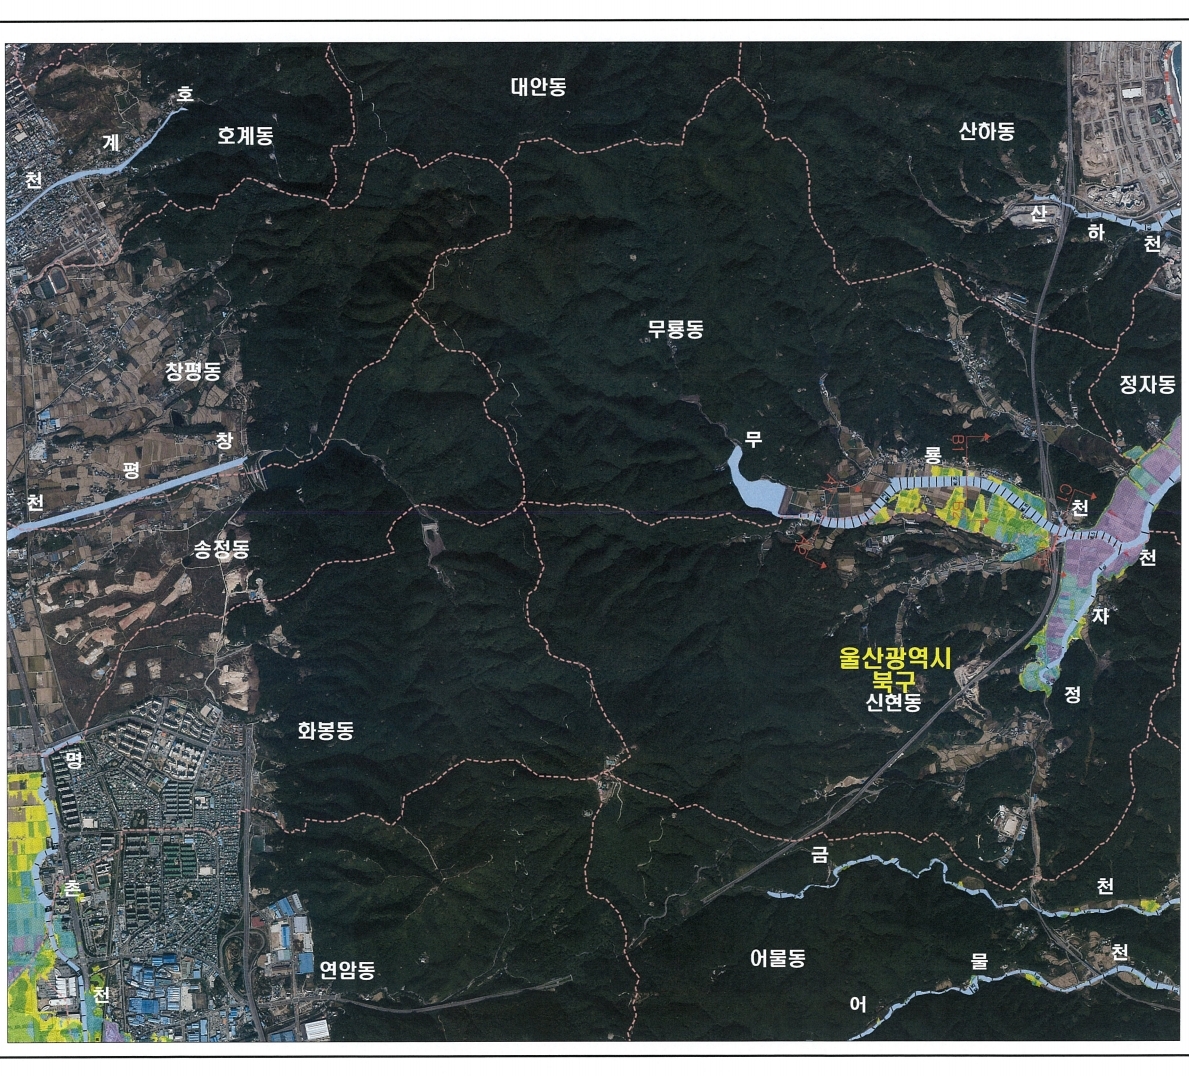 대안동
호
계
천
호계동
산하동
산
하
천
무룡동
창평동
정자동
창
평
천
무
룡
천
송정동
천
자
정
울산광역시
북구
신현동
화봉동
명
촌
천
금
천
연암동
어물동
어
물
천